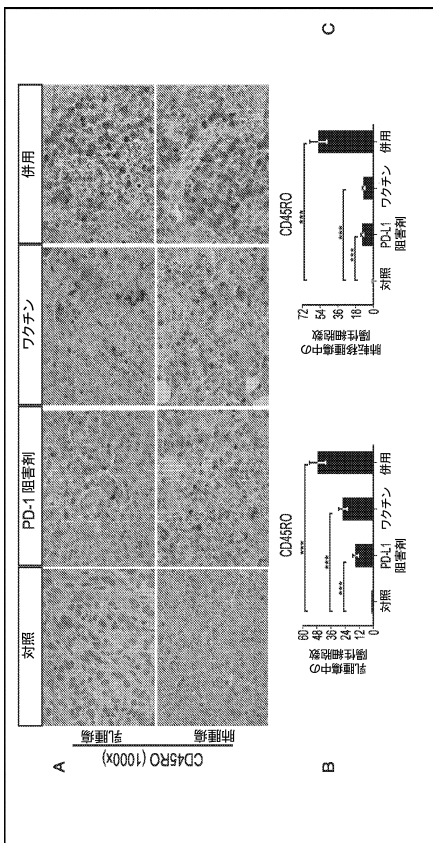 A
対照
PD-1 阻害剤
ワクチン
併用
CD45RO (1000x)
乳腫瘍
肺腫瘍
B
乳腫瘍中の
陽性細胞数
60
48
36
24
12
0
CD45RO
***
***
***
対照
PD-L1
阻害剤
ワクチン
併用
C
肺転移腫瘍中の
陽性細胞数
72
54
36
18
0
CD45RO
***
***
***
対照
PD-L1
阻害剤
ワクチン
併用